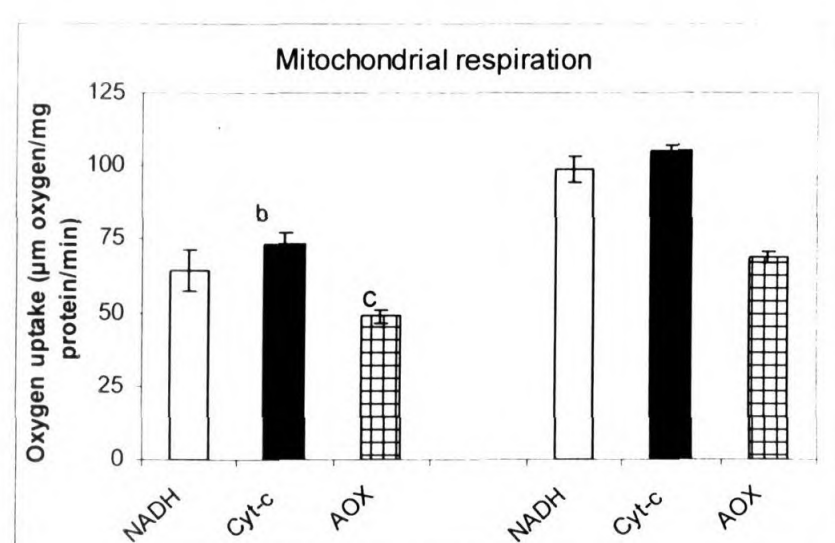 Mitochondrial respiration
Oxygen uptake (µm oxygen/mg
protein/min)
125
100
75
50
25
0
b
c
NADH
Cyt-c
AOX
NADH
Cyt-c
AOX